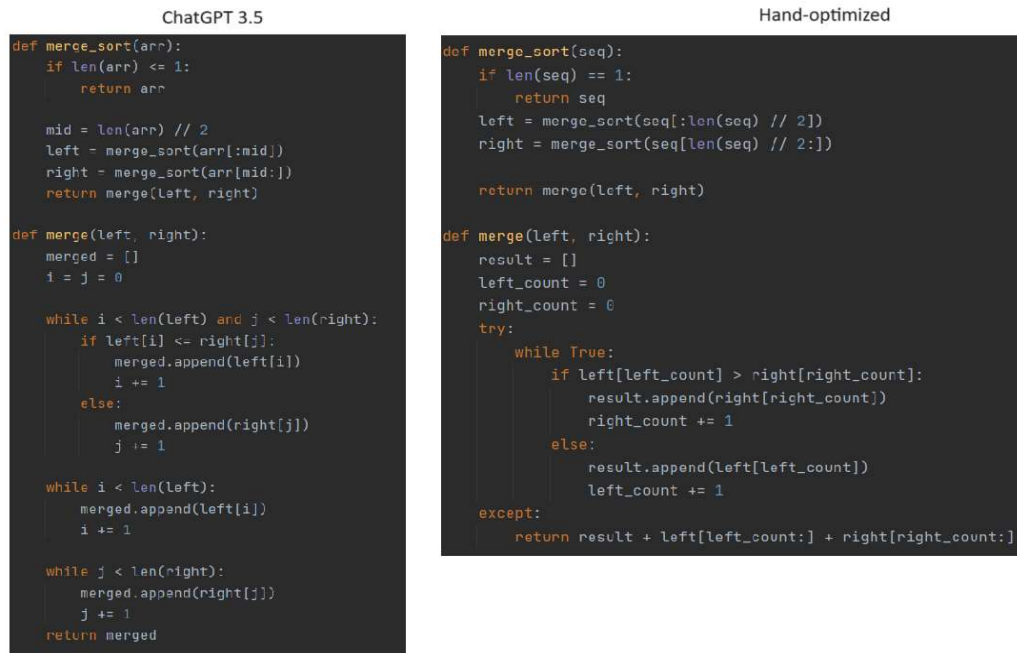 ChatGPT 3.5
def merge_sort(arr):
    if len(arr) <= 1:
        return arr

    mid = len(arr) // 2
    left = merge_sort(arr[:mid])
    right = merge_sort(arr[mid:])
    return merge(left, right)

def merge(left, right):
    merged = []
    i = j = 0

    while i < len(left) and j < len(right):
        if left[i] <= right[j]:
            merged.append(left[i])
            i += 1
        else:
            merged.append(right[j])
            j += 1

    while i < len(left):
        merged.append(left[i])
        i += 1

    while j < len(right):
        merged.append(right[j])
        j += 1
    return merged

Hand-optimized
def merge_sort(seq):
    if len(seq) == 1:
        return seq
    left = merge_sort(seq[:len(seq) // 2])
    right = merge_sort(seq[len(seq) // 2:])

    return merge(left, right)

def merge(left, right):
    result = []
    left_count = 0
    right_count = 0
    try:
        while True:
            if left[left_count] > right[right_count]:
                result.append(right[right_count])
                right_count += 1
            else:
                result.append(left[left_count])
                left_count += 1
    except:
        return result + left[left_count:] + right[right_count:]